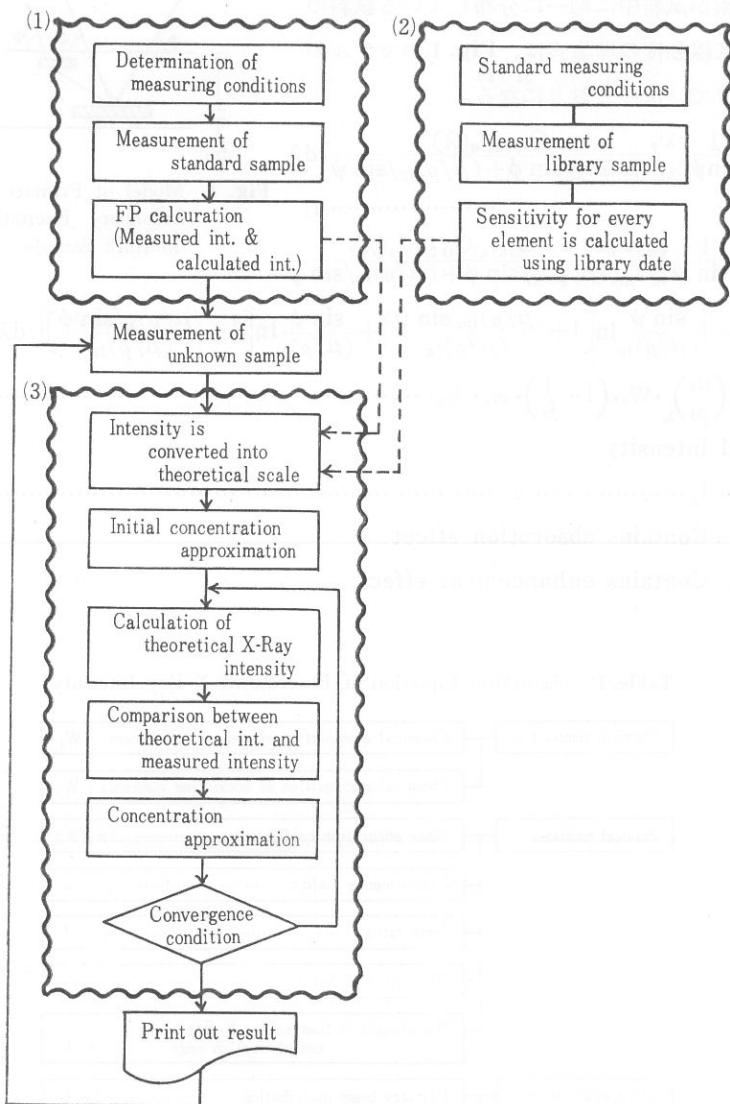 (1)
Determination of
measuring conditions
Measurement of
standard sample
FP calcuration
(Measured int. &
calculated int.)
(2)
Standard measuring
conditions
Measurement of
library sample
Sensitivity for every
element is calculated
using library date
Measurement of
unknown sample
(3)
Intensity is
converted into
theoretical scale
Initial concentration
approximation
Calculation of
theoretical X-Ray
intensity
Comparison between
theoretical int. and
measured intensity
Concentration
approximation
Convergence
condition
Print out result